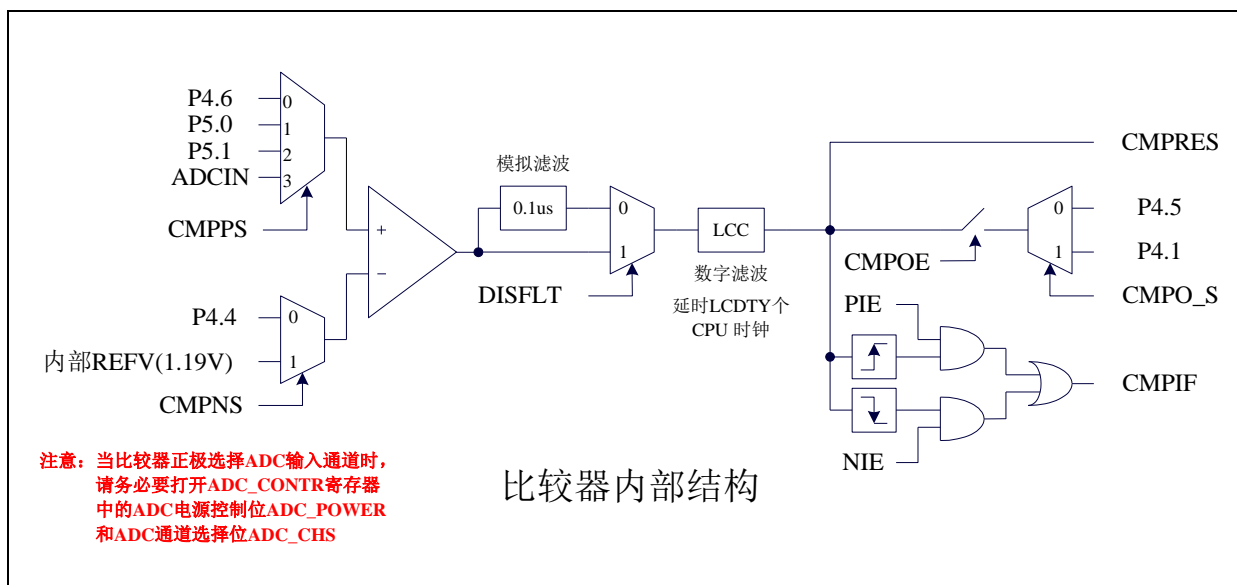 P4.6
P5.0
P5.1
ADCIN
0
1
2
3
CMPPS
+
−
P4.4
内部REFV(1.19V)
0
1
CMPNS
模拟滤波
0.1us
0
1
DISFLT
LCC
数字滤波
延时LCDTY个
CPU 时钟
CMPRES
CMPOE
0
1
P4.5
P4.1
CMPO_S
PIE
NIE
CMPIF
注意：当比较器正极选择ADC输入通道时，
请务必要打开ADC_CONTR寄存器
中的ADC电源控制位ADC_POWER
和ADC通道选择位ADC_CHS
比较器内部结构